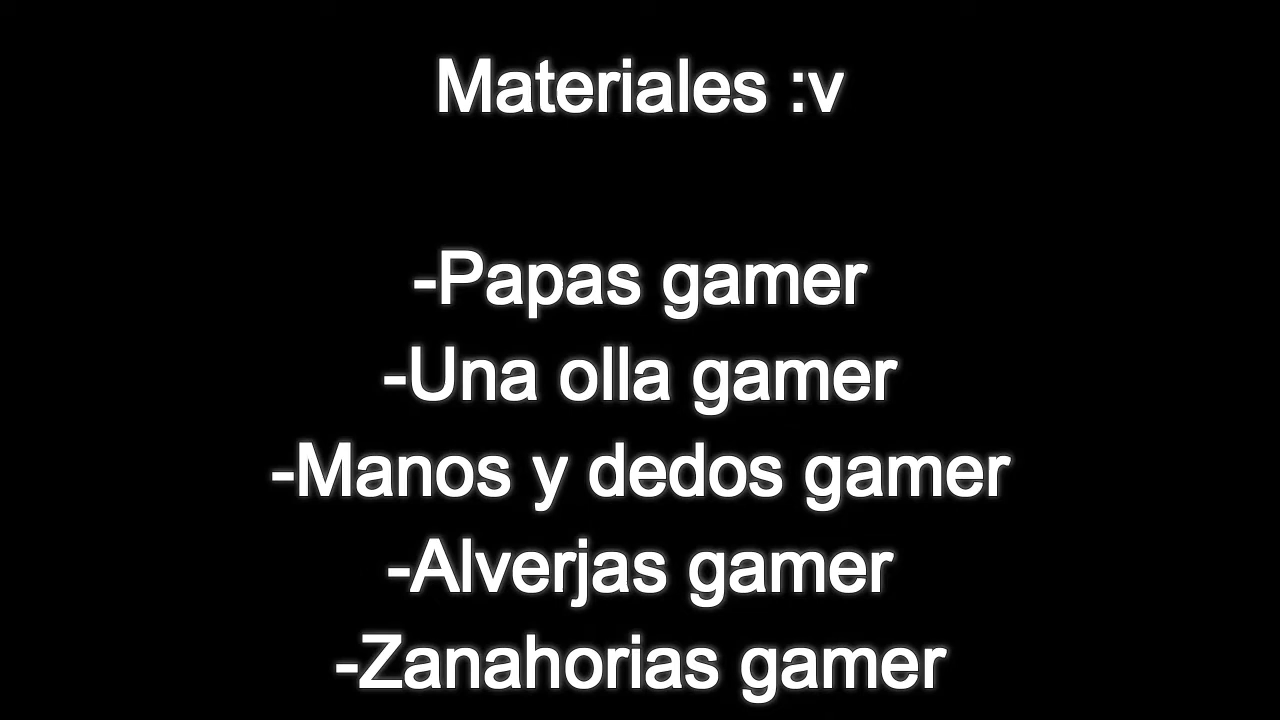 Materiales :v
-Papas gamer
-Una olla gamer
-Manos y dedos gamer
-Alverjas gamer
-Zanahorias gamer